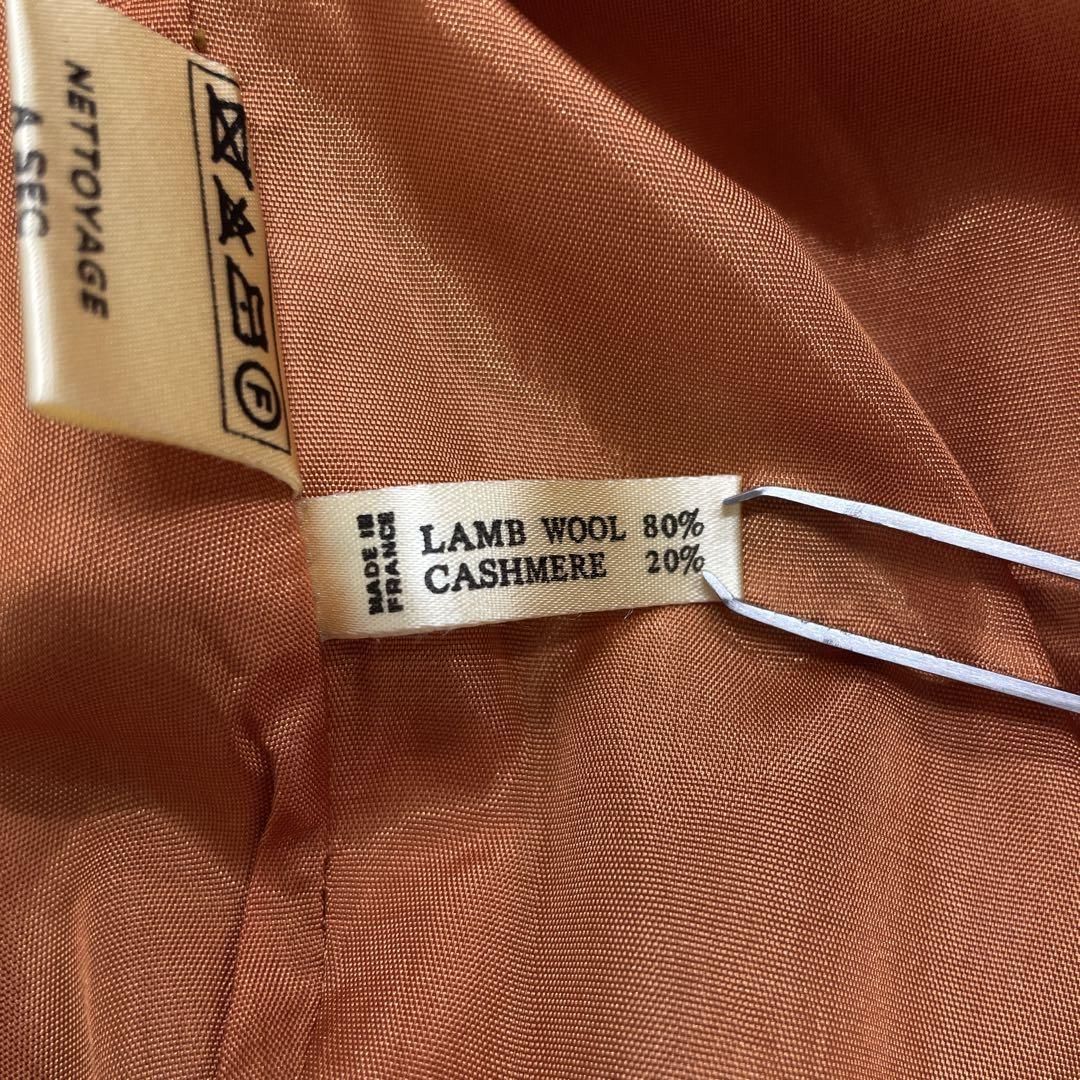 NETTOYAGE
A SEC
F
MADE IN
FRANCE
LAMB WOOL 80%
CASHMERE 20%